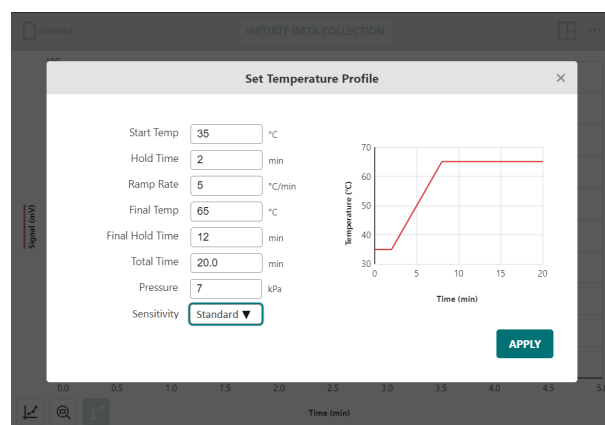 Untitled
INITIATE DATA COLLECTION
100
Set Temperature Profile
Start Temp 35 °C
Hold Time 2 min
Ramp Rate 5 °C/min
Final Temp 65 °C
Final Hold Time 12 min
Total Time 20.0 min
Pressure 7 kPa
Sensitivity Standard ▼
70
60
50
40
30
Temperature (°C)
0 5 10 15 20
Time (min)
APPLY
Signal (mV)
0.0 0.5 1.0 1.5 2.0 2.5 3.0 3.5 4.0 4.5 5.0
Time (min)